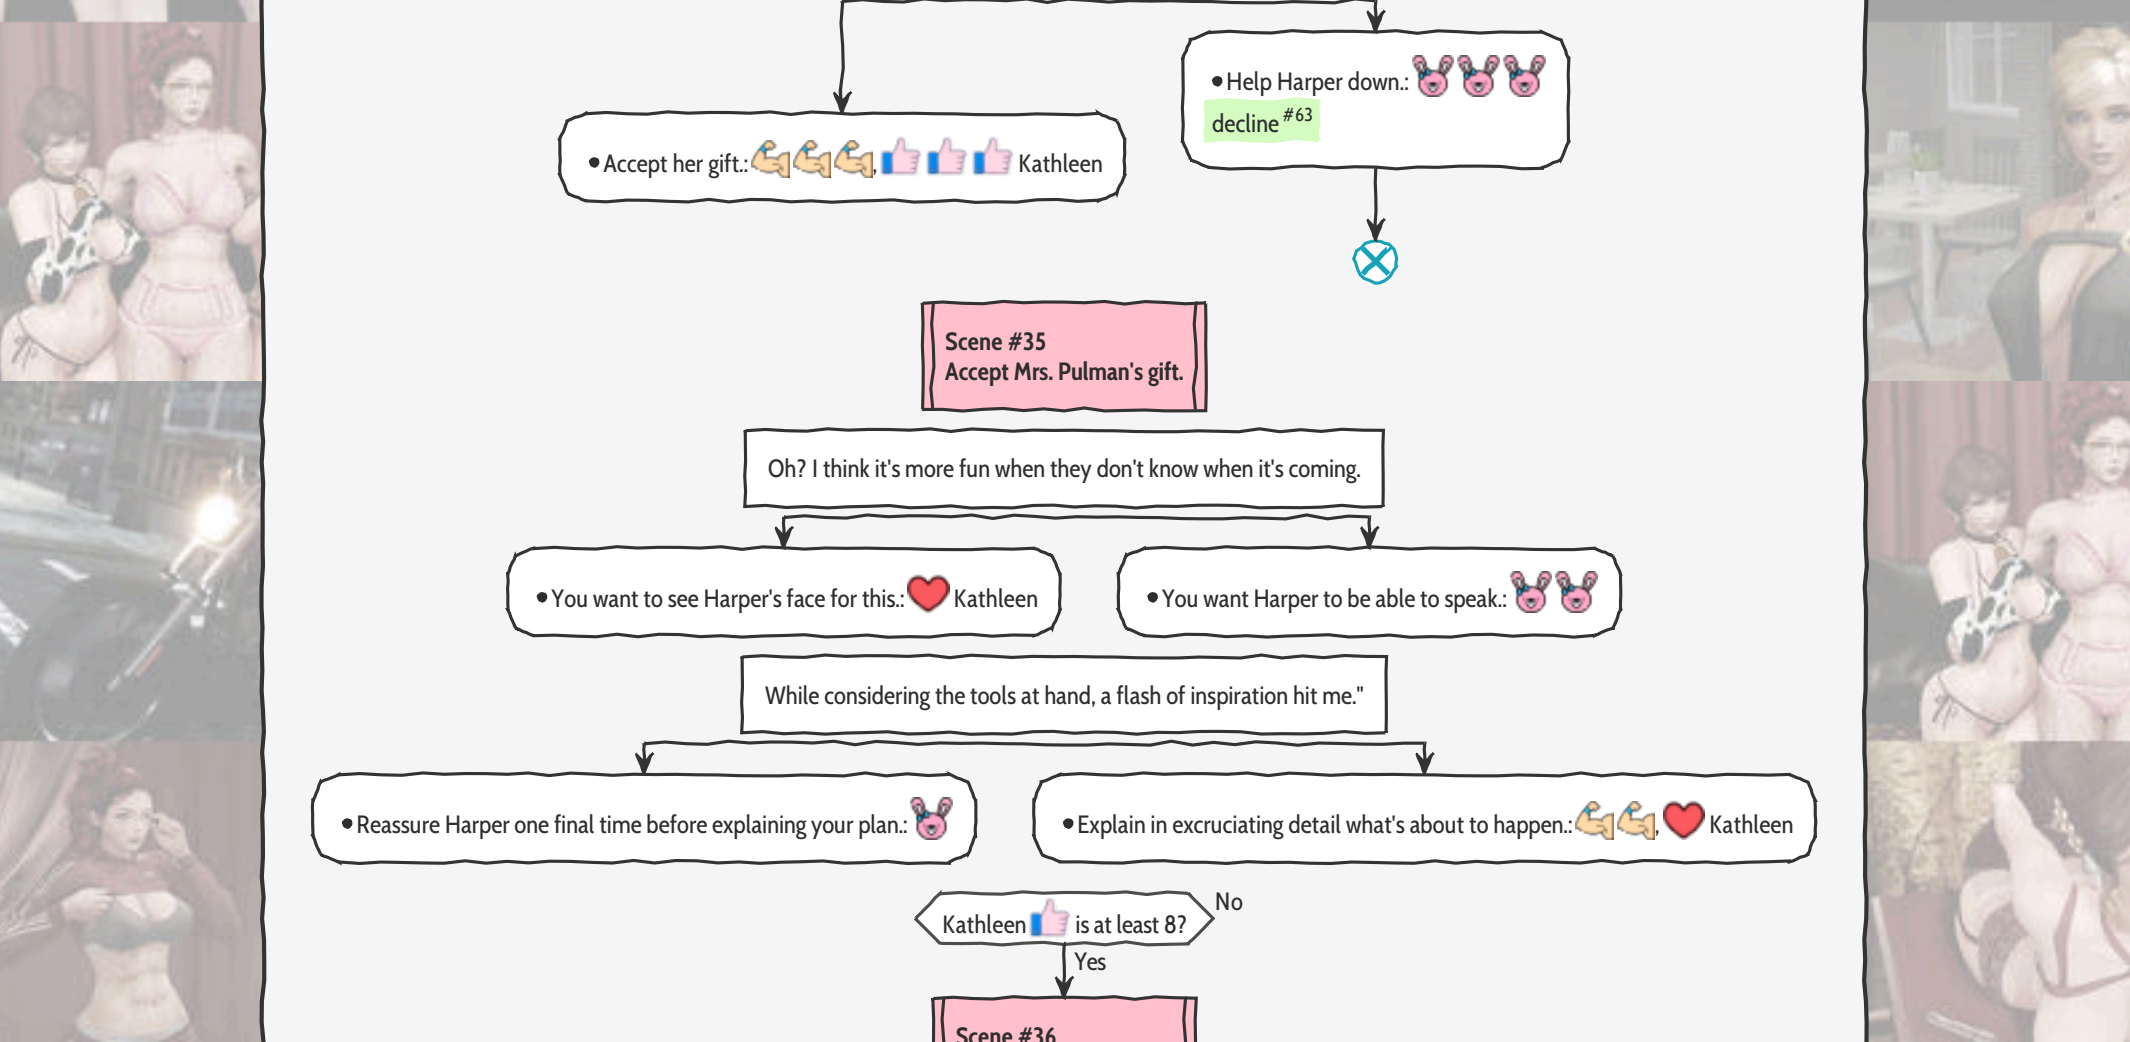 Help Harper down.:
decline #63
Accept her gift.: , Kathleen
Scene #35
Accept Mrs. Pulman's gift.
Oh? I think it's more fun when they don't know when it's coming.
You want to see Harper's face for this.: Kathleen
You want Harper to be able to speak.:
While considering the tools at hand, a flash of inspiration hit me."
Reassure Harper one final time before explaining your plan.:
Explain in excruciating detail what's about to happen.: , Kathleen
Kathleen is at least 8?
No
Yes
Scene #36